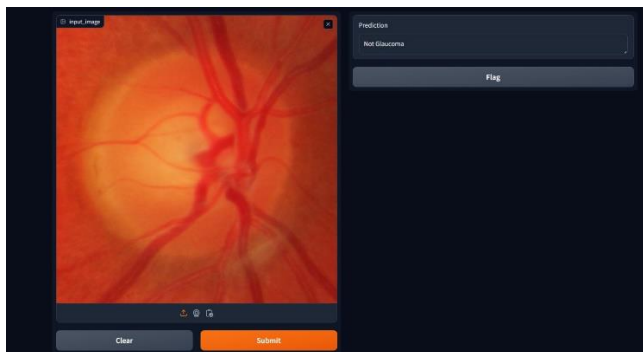 input_image
Prediction
Not Glaucoma
Flag
Clear
Submit